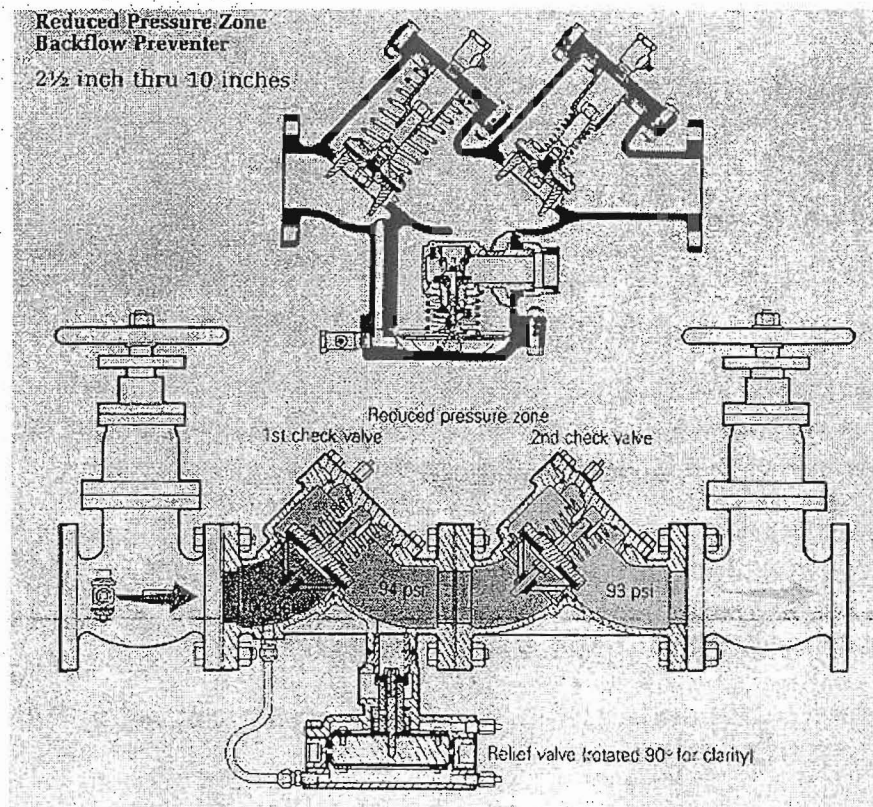 Reduced Pressure Zone
Backflow Preventer
2½ inch thru 10 inches
Reduced pressure zone
1st check valve
2nd check valve
94 psi
93 psi
Relief valve (rotated 90° for clarity)